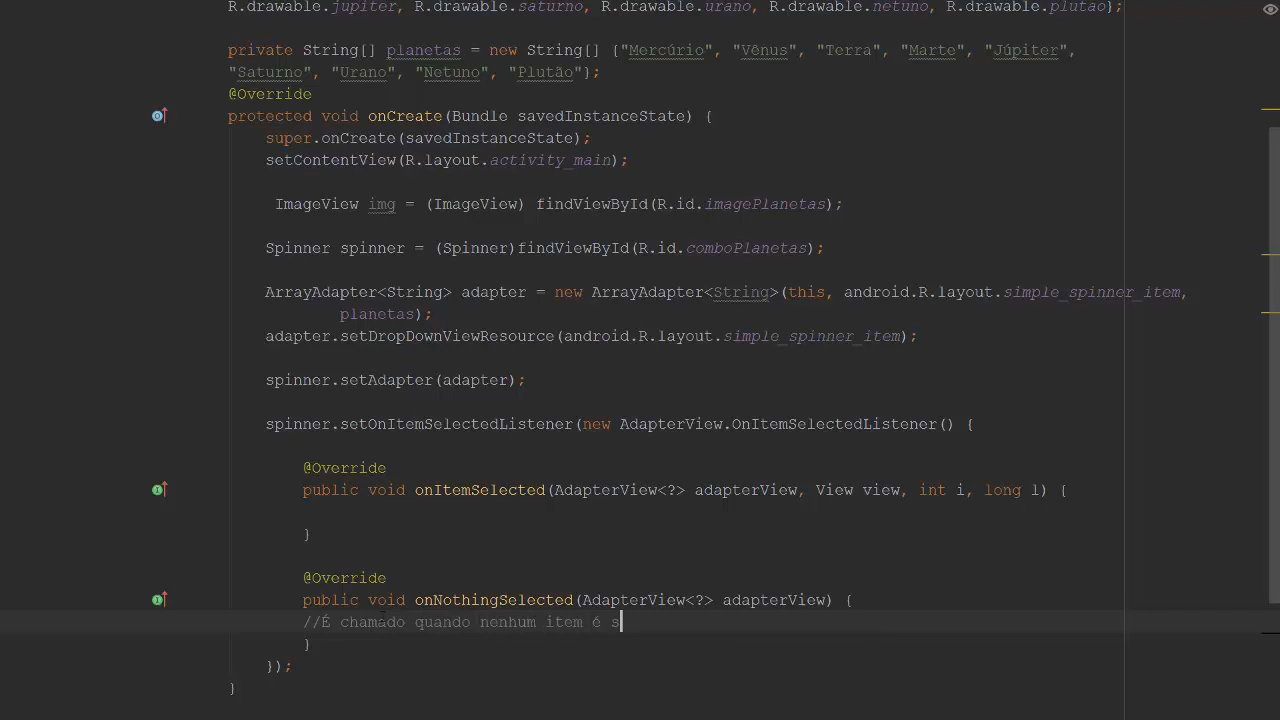 R.drawable.jupiter, R.drawable.saturno, R.drawable.urano, R.drawable.netuno, R.drawable.plutao};
private String[] planetas = new String[] {"Mercúrio", "Vênus", "Terra", "Marte", "Júpiter",
"Saturno", "Urano", "Netuno", "Plutão"};
@Override
protected void onCreate(Bundle savedInstanceState) {
super.onCreate(savedInstanceState);
setContentView(R.layout.activity_main);
ImageView img = (ImageView) findViewById(R.id.imagePlanetas);
Spinner spinner = (Spinner)findViewById(R.id.comboPlanetas);
ArrayAdapter<String> adapter = new ArrayAdapter<String>(this, android.R.layout.simple_spinner_item,
planetas);
adapter.setDropDownViewResource(android.R.layout.simple_spinner_item);
spinner.setAdapter(adapter);
spinner.setOnItemSelectedListener(new AdapterView.OnItemSelectedListener() {
@Override
public void onItemSelected(AdapterView<?> adapterView, View view, int i, long l) {
}
@Override
public void onNothingSelected(AdapterView<?> adapterView) {
//É chamado quando nenhum item é s
}
});
}